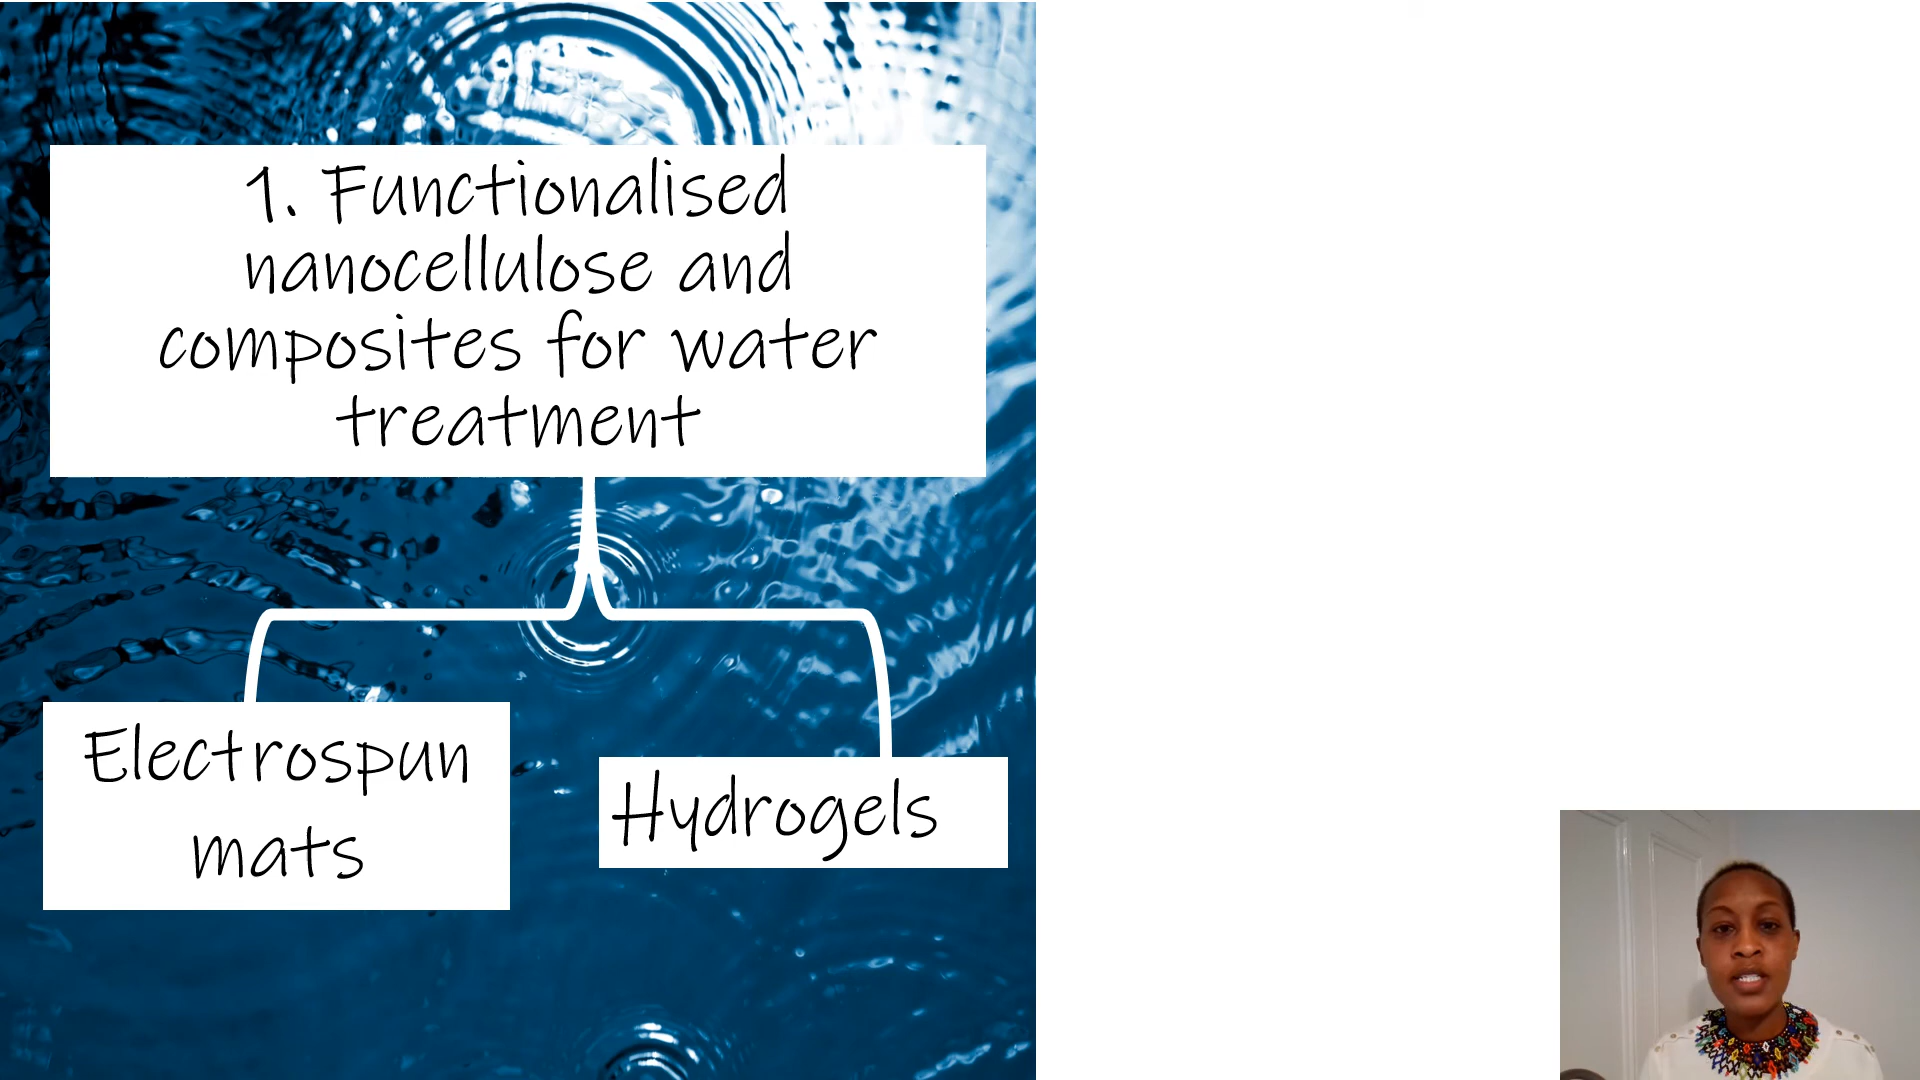 1. Functionalised
nanocellulose and
composites for water
treatment
Electrospun
mats
Hydrogels